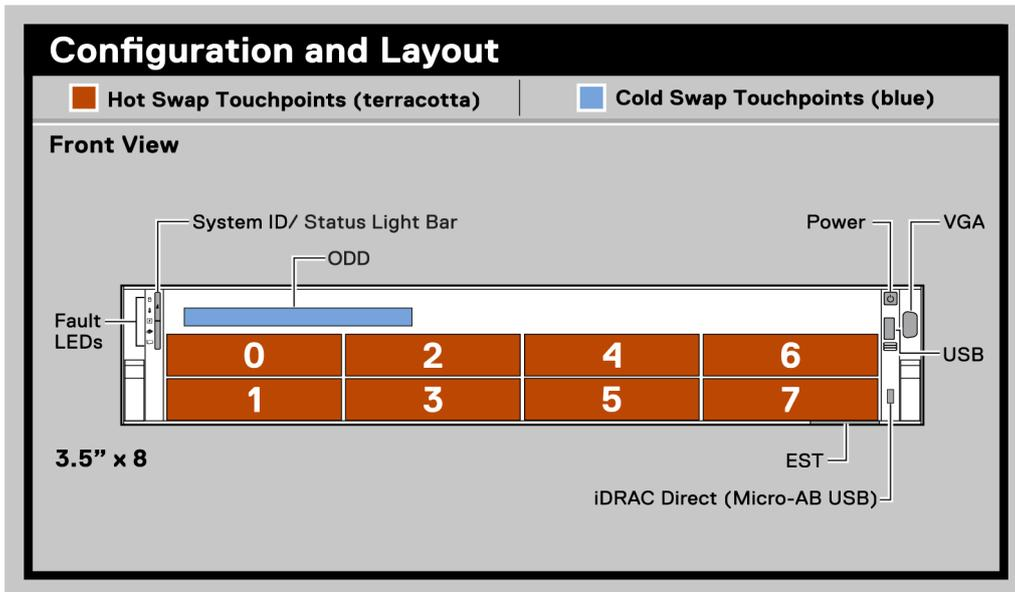 Configuration and Layout
Hot Swap Touchpoints (terracotta)
Cold Swap Touchpoints (blue)
Front View
System ID/ Status Light Bar
Power
VGA
ODD
Fault
LEDs
0
2
4
6
USB
1
3
5
7
3.5” x 8
EST
iDRAC Direct (Micro-AB USB)